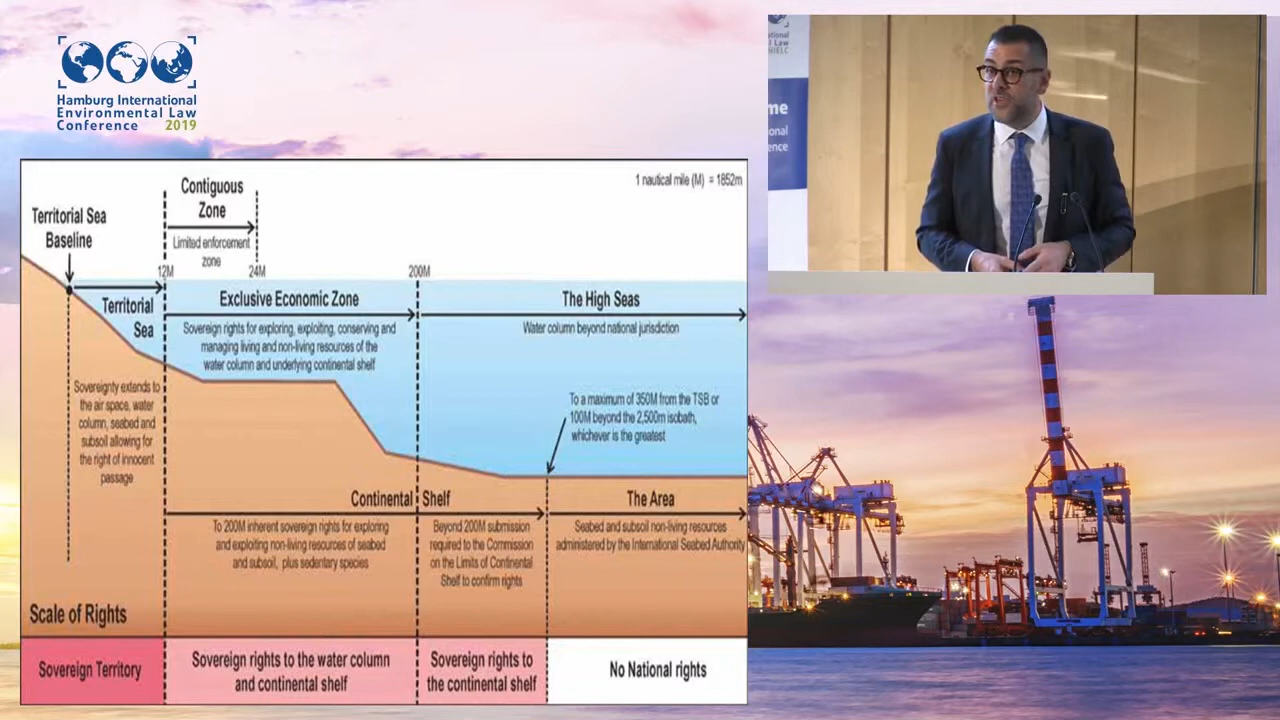 Hamburg International
Environmental Law
Conference 2019
1 nautical mile (M) = 1852m
Contiguous
Zone
Territorial Sea
Baseline
Limited enforcement
zone
12M
24M
200M
Territorial
Sea
Exclusive Economic Zone
Sovereign rights for exploring, exploiting, conserving and
managing living and non-living resources of the
water column and underlying continental shelf
The High Seas
Water column beyond national jurisdiction
Sovereignty extends to
the air space, water
column, seabed and
subsoil allowing for
the right of innocent
passage
To a maximum of 350M from the TSB or
100M beyond the 2,500m isobath,
whichever is the greatest
Continental Shelf
To 200M inherent sovereign rights for exploring
and exploiting non-living resources of seabed
and subsoil, plus sedentary species
Beyond 200M submission
required to the Commission
on the Limits of Continental
Shelf to confirm rights
The Area
Seabed and subsoil non-living resources
administered by the International Seabed Authority
Scale of Rights
Sovereign Territory
Sovereign rights to the water column
and continental shelf
Sovereign rights to
the continental shelf
No National rights